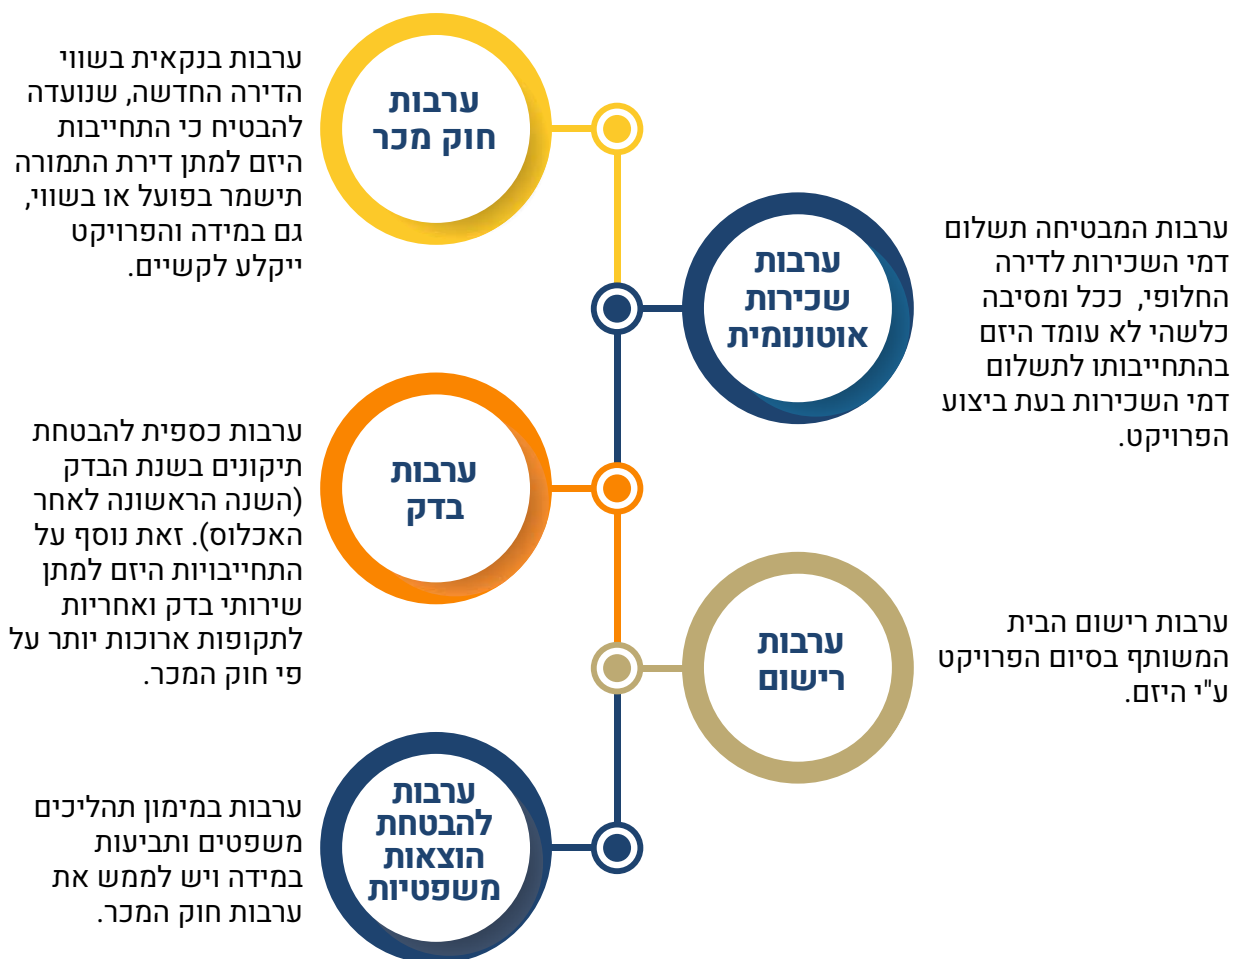 ערבות
חוק מכר
ערבות בנקאית בשווי
הדירה החדשה, שנועדה
להבטיח כי התחייבות
היזם למתן דירת התמורה
תישמר בפועל או בשווי,
גם במידה והפרויקט
ייקלע לקשיים.
ערבות
שכירות
אוטונומית
ערבות המבטיחה תשלום
דמי השכירות לדירה
החלופי, ככל ומסיבה
כלשהי לא עומד היזם
בהתחייבותו לתשלום
דמי השכירות בעת ביצוע
הפרויקט.
ערבות
בדק
ערבות כספית להבטחת
תיקונים בשנת הבדק
(השנה הראשונה לאחר
האכלוס). זאת נוסף על
התחייבויות היזם למתן
שירותי בדק ואחריות
לתקופות ארוכות יותר על
פי חוק המכר.
ערבות
רישום
ערבות רישום הבית
המשותף בסיום הפרויקט
ע"י היזם.
ערבות
להבטחת
הוצאות
משפטיות
ערבות במימון תהליכים
משפטים ותביעות
במידה ויש לממש את
ערבות חוק המכר.